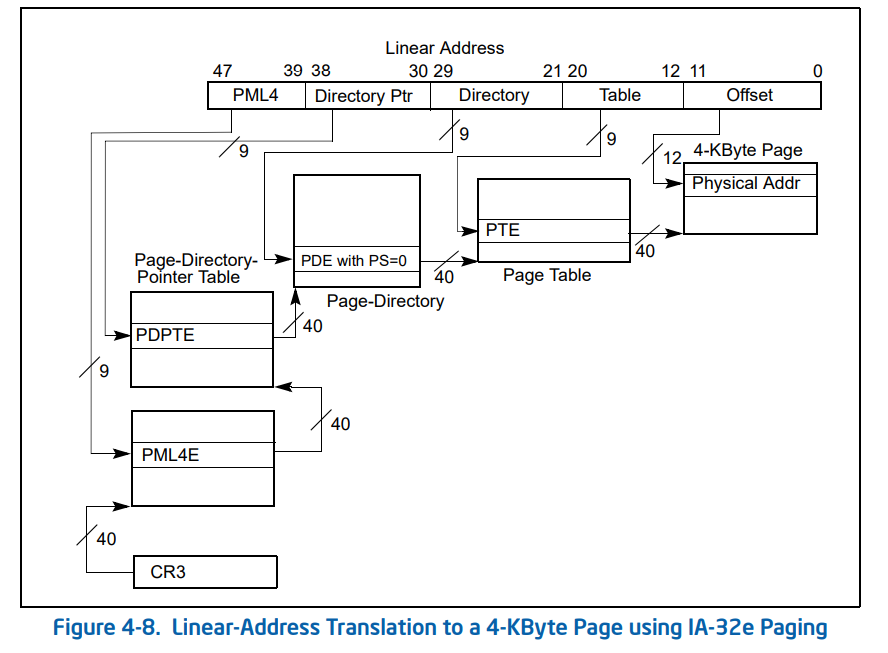 Linear Address
47 39 38 30 29 21 20 12 11 0
PML4 Directory Ptr Directory Table Offset
9
9
9
12
4-KByte Page
Physical Addr
PTE
40
Page Table
PDE with PS=0
40
Page-Directory
Page-Directory-
Pointer Table
PDPTE
40
9
40
PML4E
40
CR3
Figure 4-8. Linear-Address Translation to a 4-KByte Page using IA-32e Paging